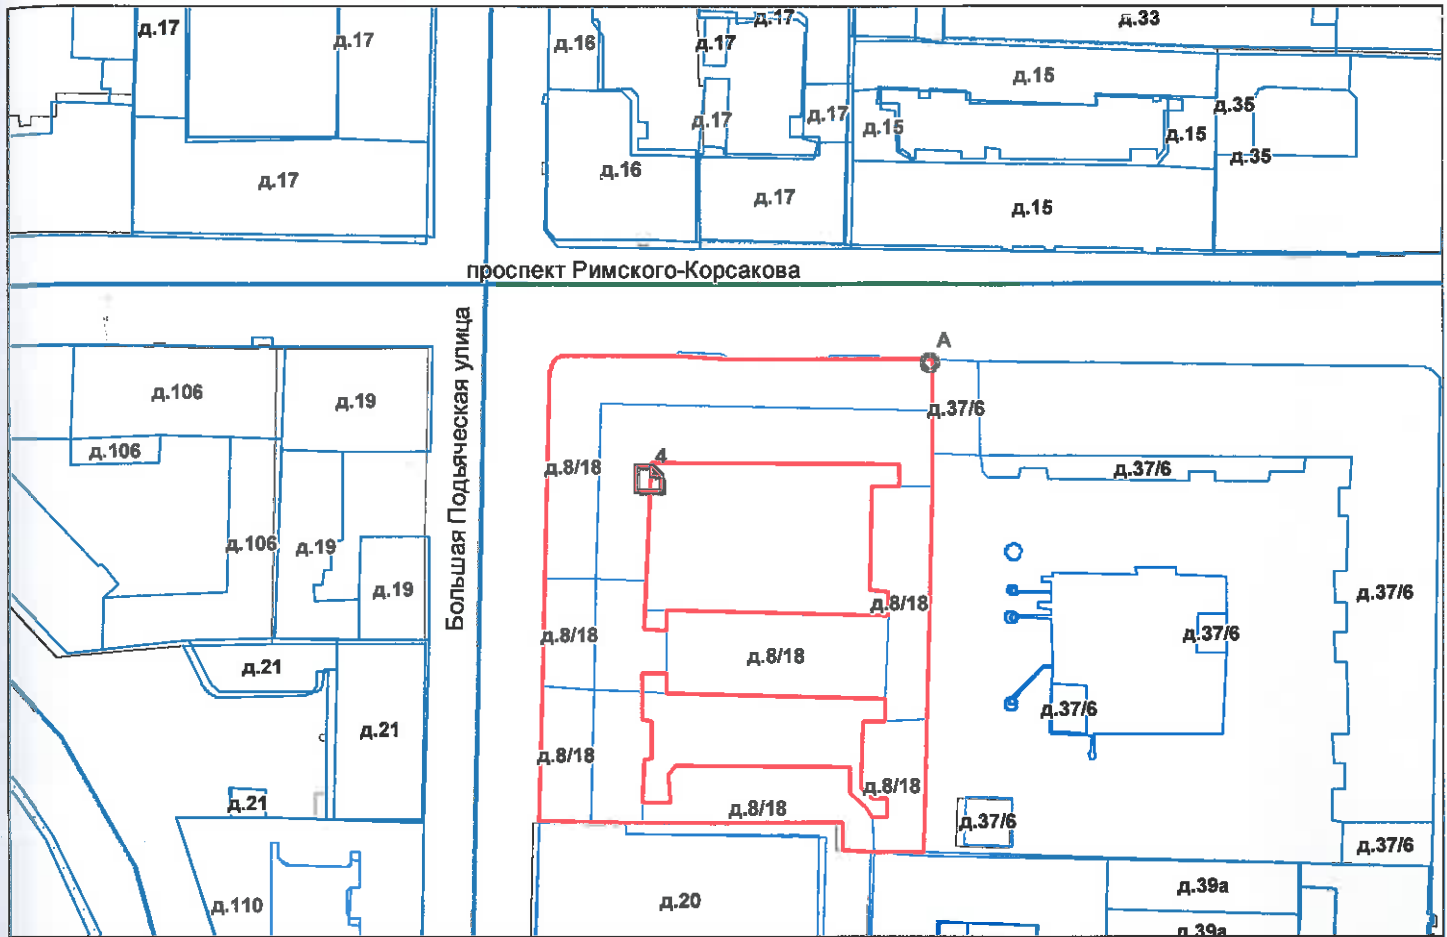 д.17
д.17
д.16
д.17
д.17
д.33
д.15
д.17
д.17
д.15
д.15
д.35
д.35
д.17
д.16
д.17
д.15
проспект Римского-Корсакова
Большая Подьяческая улица
А
д.106
д.19
д.37/6
д.106
4
д.8/18
д.37/6
д.106
д.19
д.19
д.8/18
д.37/6
д.8/18
д.8/18
д.37/6
д.21
д.37/6
д.21
д.8/18
д.8/18
д.21
д.8/18
д.37/6
д.37/6
д.110
д.20
д.39а
д.39а